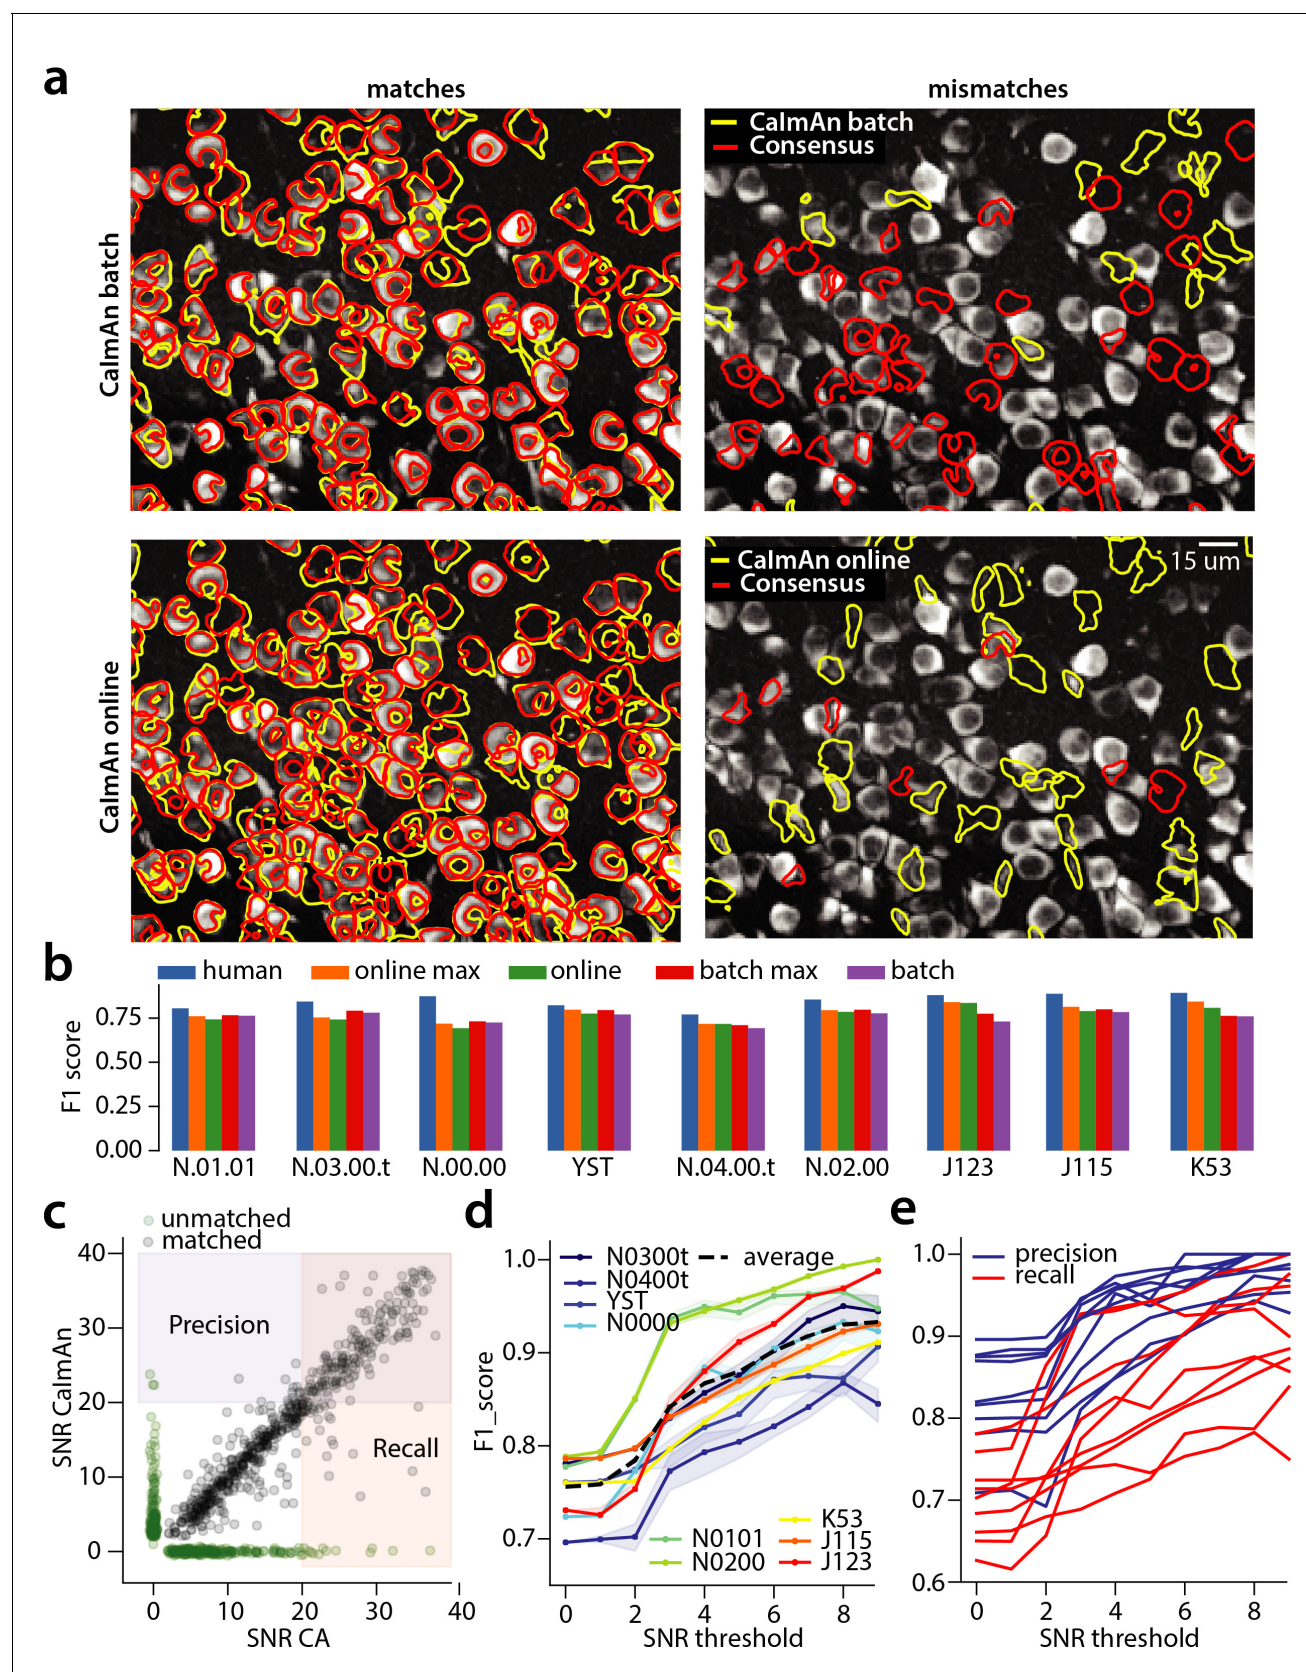 a
matches
mismatches
CaImAn batch
CaImAn batch
Consensus
CaImAn online
CaImAn online
Consensus
15 um
b
human
online max
online
batch max
batch
F1 score
0.75
0.50
0.25
0.00
N.01.01
N.03.00.t
N.00.00
YST
N.04.00.t
N.02.00
J123
J115
K53
c
unmatched
matched
SNR CaImAn
40
30
20
10
0
Precision
Recall
0
10
20
30
40
SNR CA
d
F1_score
1.0
0.9
0.8
0.7
N0300t
N0400t
YST
N0000
average
N0101
N0200
K53
J115
J123
0
2
4
6
8
SNR threshold
e
precision
recall
1.0
0.9
0.8
0.7
0.6
0
2
4
6
8
SNR threshold